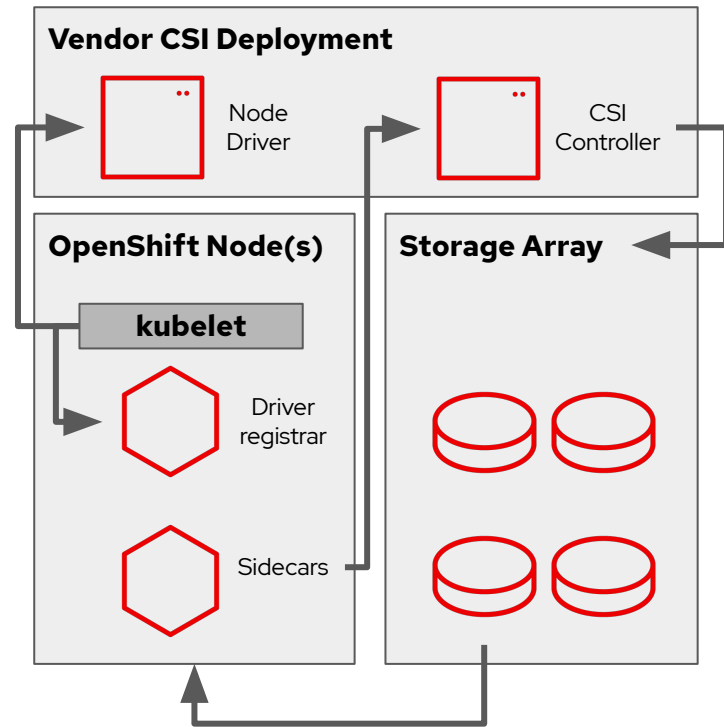 Vendor CSI Deployment
Node
Driver
CSI
Controller
OpenShift Node(s)
kubelet
Driver
registrar
Sidecars
Storage Array